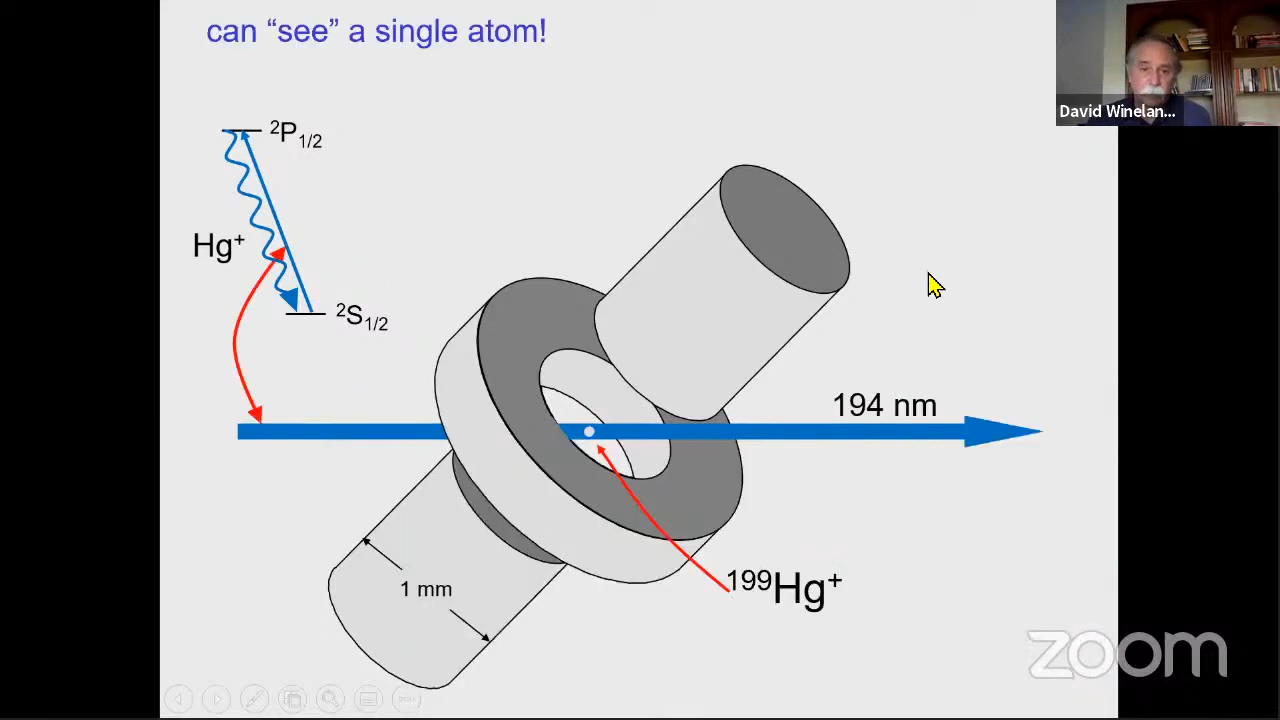 can “see” a single atom!
David Winelan...
²P₁/₂
Hg⁺
²S₁/₂
194 nm
1 mm
¹⁹⁹Hg⁺
zoom